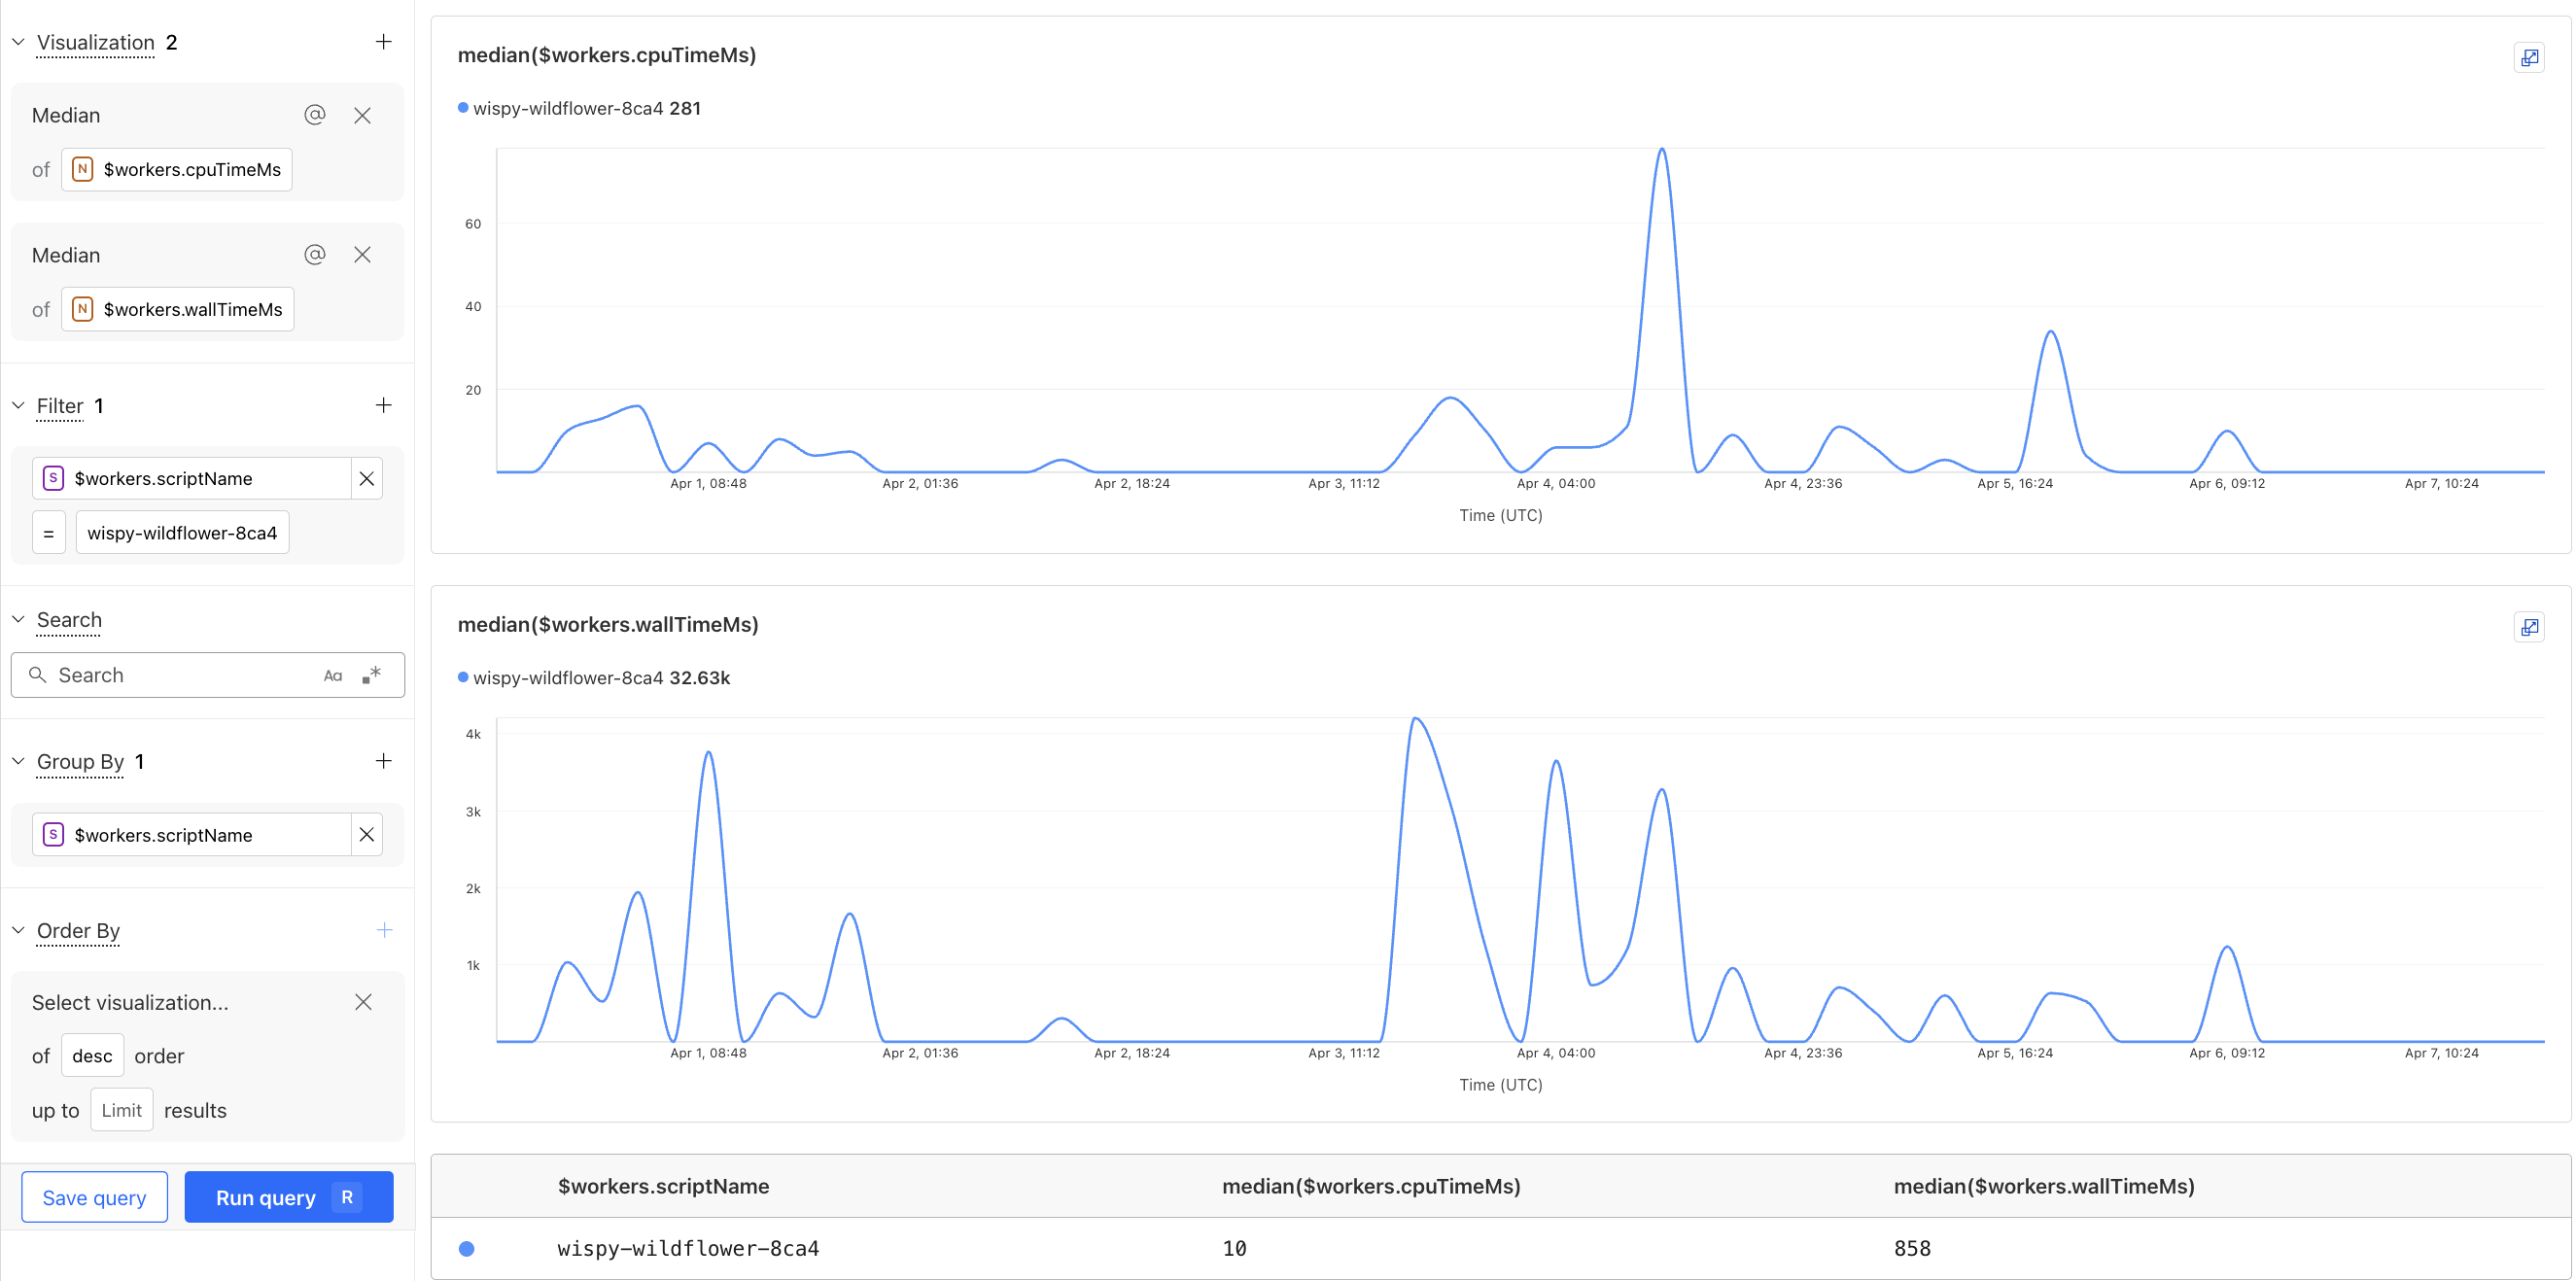 Visualization 2
Median
of N $workers.cpuTimeMs
Median
of N $workers.wallTimeMs
Filter 1
S $workers.scriptName
= wispy-wildflower-8ca4
Search
Search Aa .*
Group By 1
S $workers.scriptName
Order By
Select visualization...
of desc order
up to Limit results
Save query Run query R
median($workers.cpuTimeMs)
wispy-wildflower-8ca4 281
60
40
20
Apr 1, 08:48 Apr 2, 01:36 Apr 2, 18:24 Apr 3, 11:12 Apr 4, 04:00 Apr 4, 23:36 Apr 5, 16:24 Apr 6, 09:12 Apr 7, 10:24
Time (UTC)
median($workers.wallTimeMs)
wispy-wildflower-8ca4 32.63k
4k
3k
2k
1k
Apr 1, 08:48 Apr 2, 01:36 Apr 2, 18:24 Apr 3, 11:12 Apr 4, 04:00 Apr 4, 23:36 Apr 5, 16:24 Apr 6, 09:12 Apr 7, 10:24
Time (UTC)
$workers.scriptName median($workers.cpuTimeMs) median($workers.wallTimeMs)
wispy-wildflower-8ca4 10 858